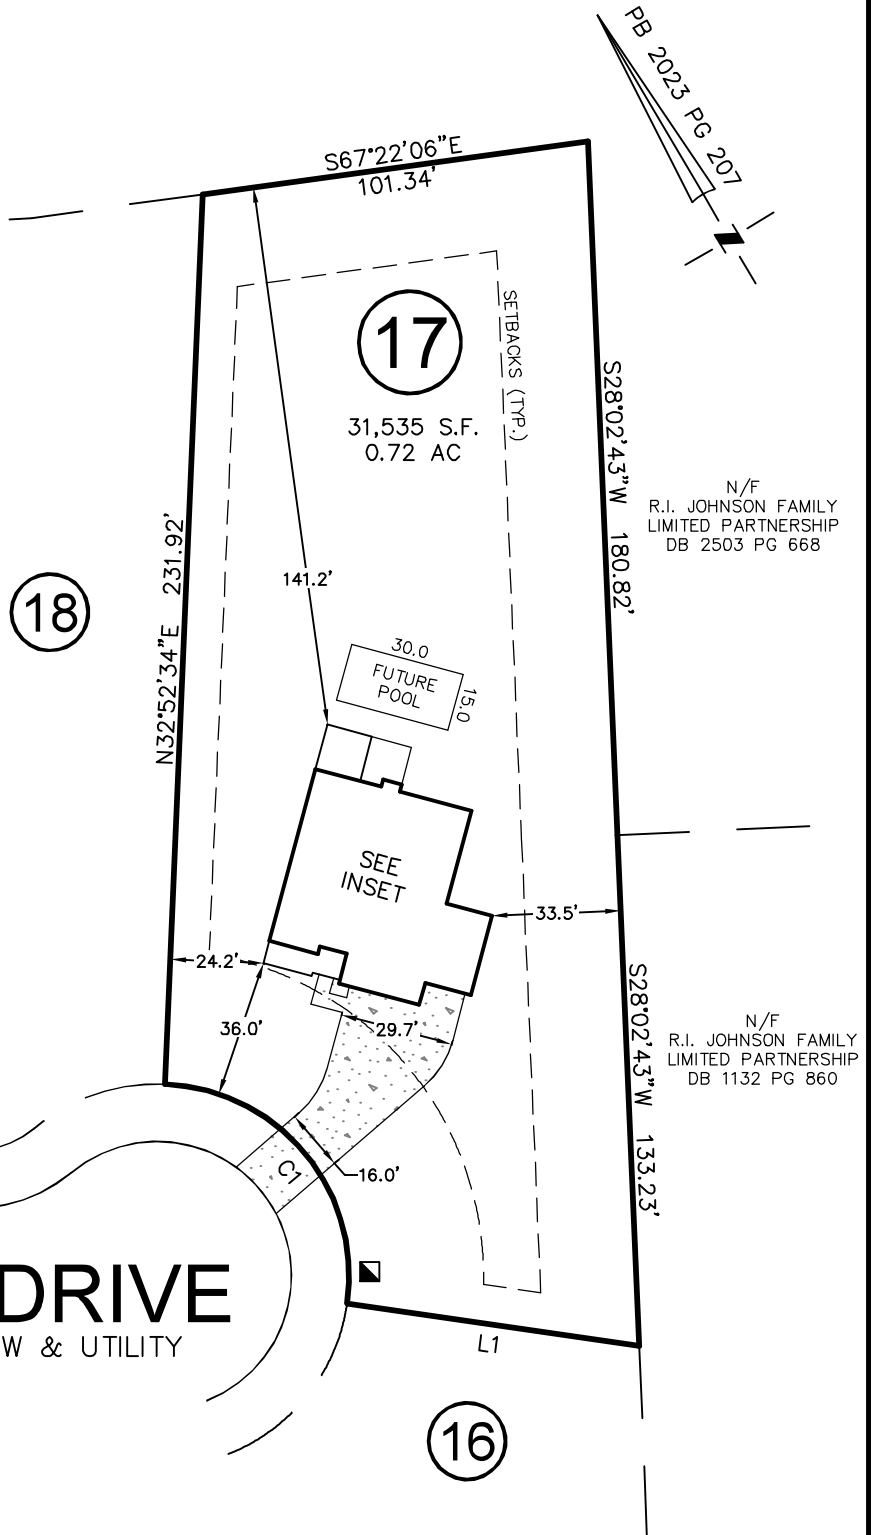 PB 2023 PG 207
S67°22'06"E
101.34'
17
31,535 S.F.
0.72 AC
SETBACKS (TYP.)
S28°02'43"W 180.82'
N/F
R.I. JOHNSON FAMILY
LIMITED PARTNERSHIP
DB 2503 PG 668
N32°52'34"E 231.92'
18
141.2'
30.0
FUTURE
POOL
15.0
SEE
INSET
33.5'
24.2'
36.0'
29.7'
S28°02'43"W 133.23'
N/F
R.I. JOHNSON FAMILY
LIMITED PARTNERSHIP
DB 1132 PG 860
C1
16.0'
DRIVE
W & UTILITY
L1
16